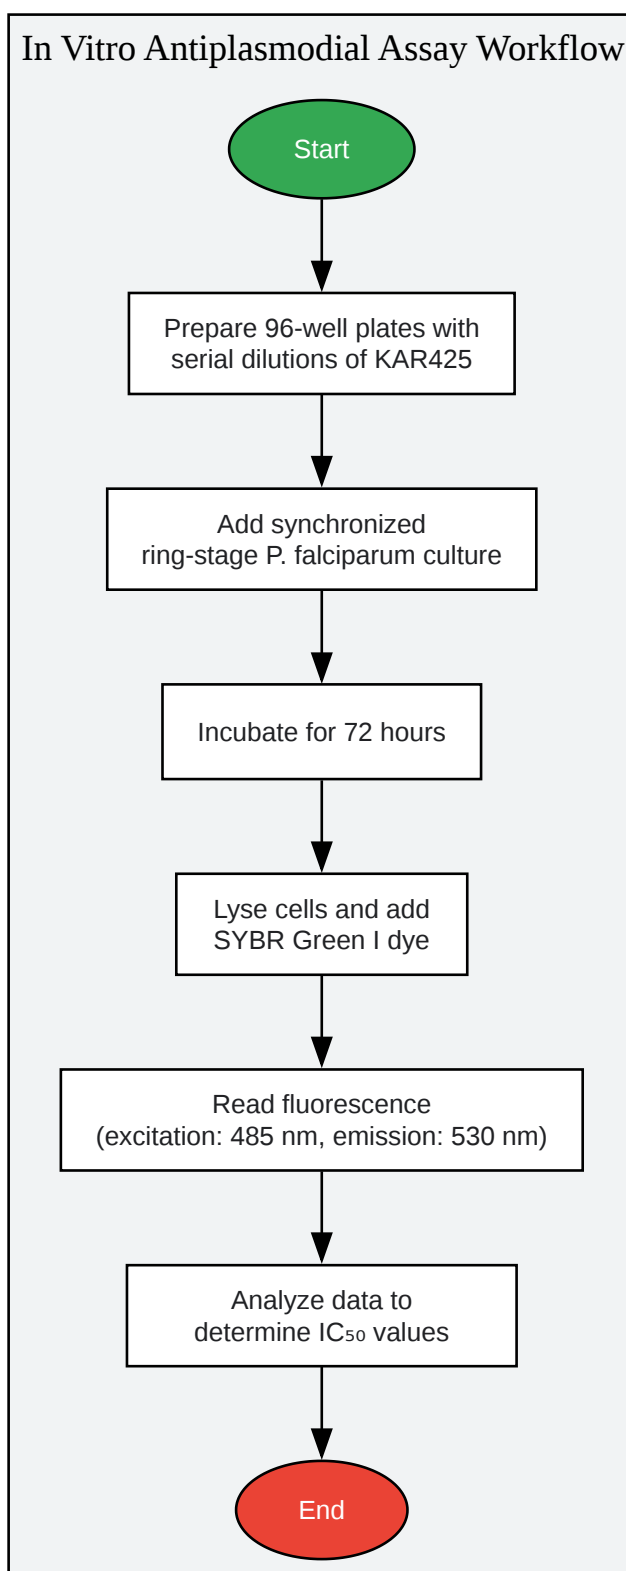 In Vitro Antiplasmodial Assay Workflow
Start
Prepare 96-well plates with
serial dilutions of KAR425
Add synchronized
ring-stage P. falciparum culture
Incubate for 72 hours
Lyse cells and add
SYBR Green I dye
Read fluorescence
(excitation: 485 nm, emission: 530 nm)
Analyze data to
determine IC₅₀ values
End